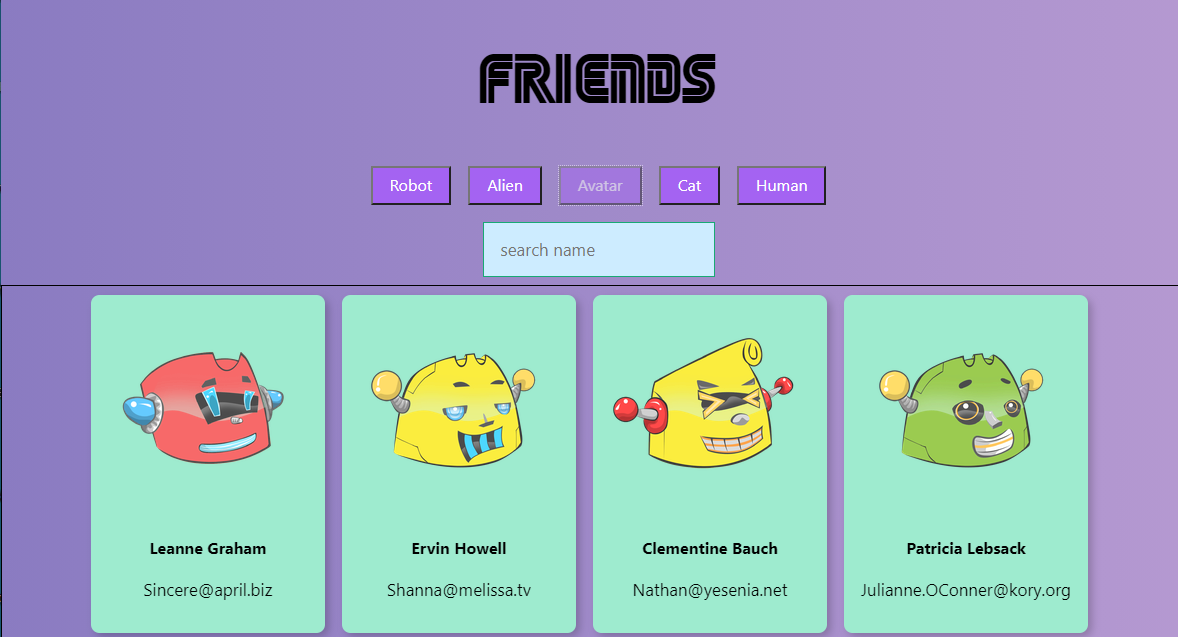 FRIENDS
Robot Alien Avatar Cat Human
search name
Leanne Graham Ervin Howell Clementine Bauch Patricia Lebsack
Sincere@april.biz Shanna@melissa.tv Nathan@yesenia.net Julianne.OConner@kory.org